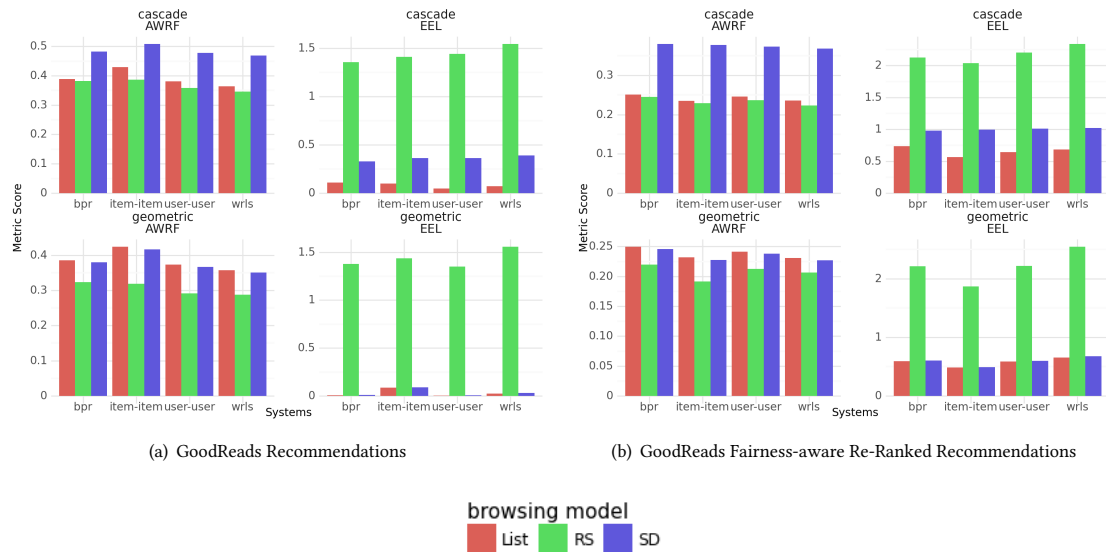 cascade
AWRF
0.5
0.4
0.3
0.2
0.1
0
bpr item-item user-user wrls
cascade
EEL
1.5
1
0.5
0
bpr item-item user-user wrls
geometric
AWRF
0.4
0.3
0.2
0.1
0
bpr item-item user-user wrls
geometric
EEL
1.5
1
0.5
0
bpr item-item user-user wrls
Metric Score
Systems
(a) GoodReads Recommendations
cascade
AWRF
0.3
0.2
0.1
0
bpr item-item user-user wrls
cascade
EEL
2
1.5
1
0.5
0
bpr item-item user-user wrls
geometric
AWRF
0.25
0.20
0.15
0.10
0.05
0
bpr item-item user-user wrls
geometric
EEL
2
1
0
bpr item-item user-user wrls
Metric Score
Systems
(b) GoodReads Fairness-aware Re-Ranked Recommendations
browsing model
List RS SD